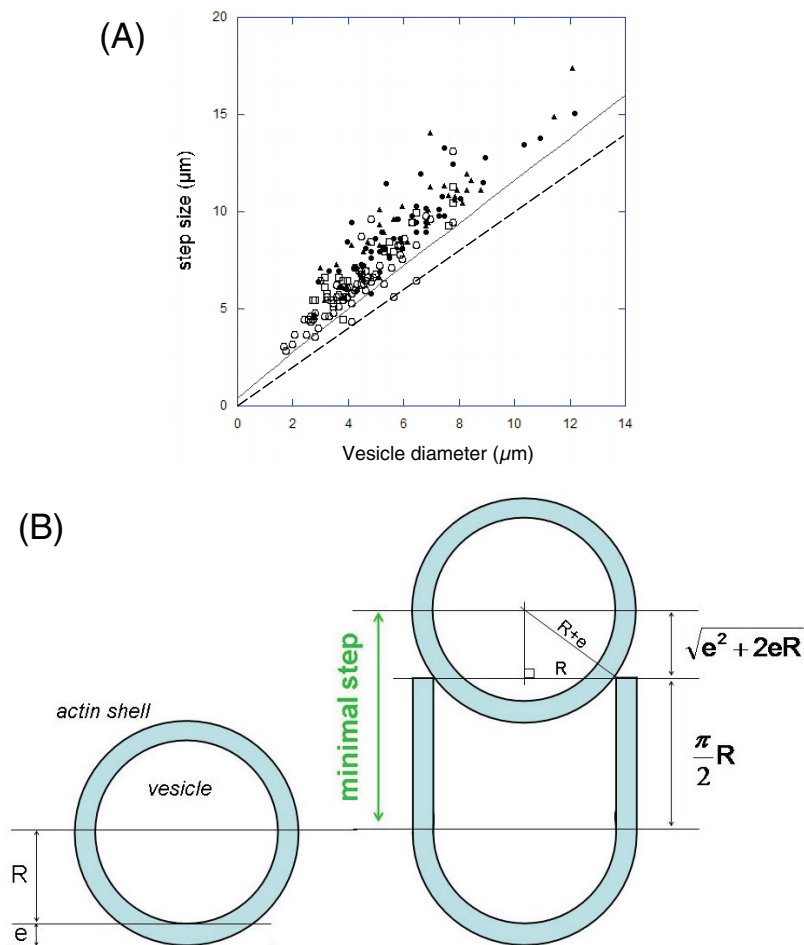 (A)
20
15
10
5
0
step size (µm)
0 2 4 6 8 10 12 14
Vesicle diameter (µm)
(B)
actin shell
vesicle
R
e
minimal step
R+e
R
√e² + 2eR
π/2 R